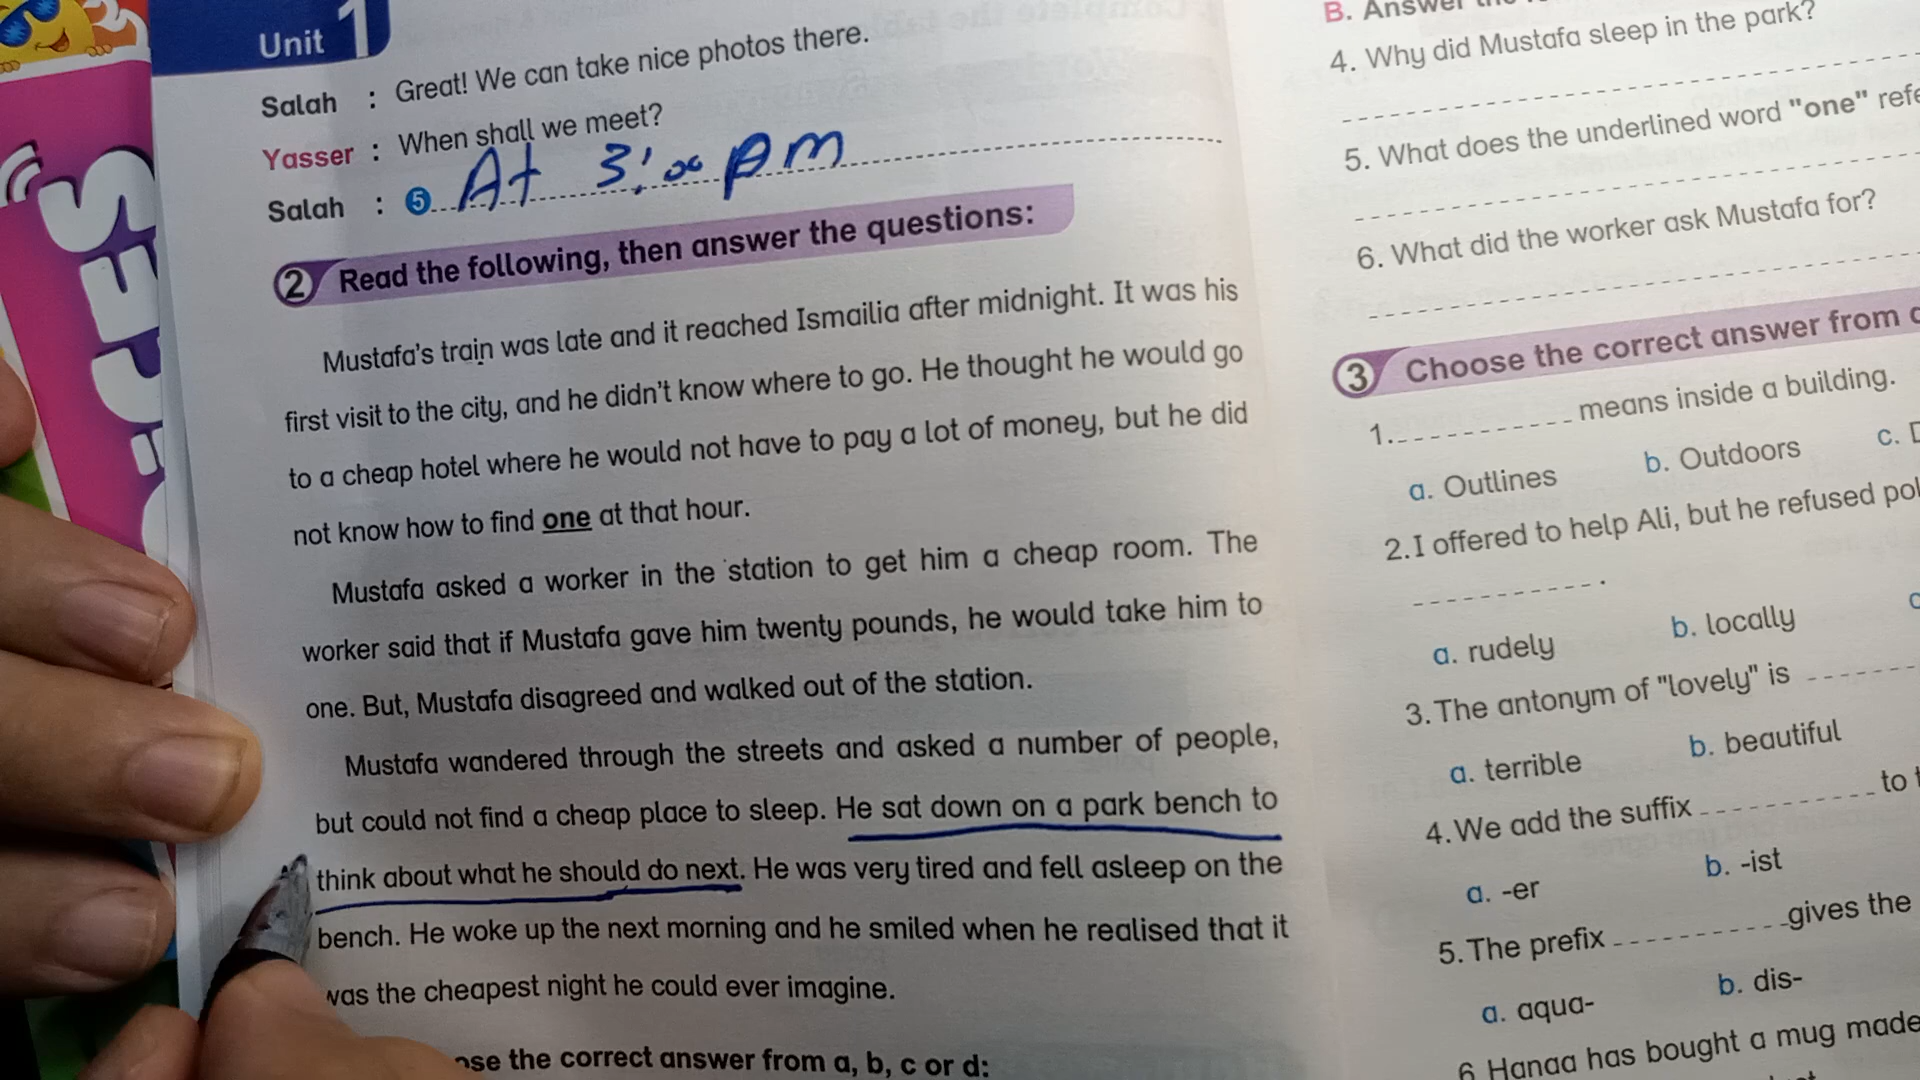 Unit 1
Salah : Great! We can take nice photos there.
Yasser : When shall we meet?
Salah : 5 At 3:00 pm
2 Read the following, then answer the questions:
Mustafa's train was late and it reached Ismailia after midnight. It was his
first visit to the city, and he didn't know where to go. He thought he would go
to a cheap hotel where he would not have to pay a lot of money, but he did
not know how to find one at that hour.
Mustafa asked a worker in the station to get him a cheap room. The
worker said that if Mustafa gave him twenty pounds, he would take him to
one. But, Mustafa disagreed and walked out of the station.
Mustafa wandered through the streets and asked a number of people,
but could not find a cheap place to sleep. He sat down on a park bench to
think about what he should do next. He was very tired and fell asleep on the
bench. He woke up the next morning and he smiled when he realised that it
was the cheapest night he could ever imagine.
the correct answer from a, b, c or d:
B. Answer
4. Why did Mustafa sleep in the park?
5. What does the underlined word "one"
6. What did the worker ask Mustafa for?
3 Choose the correct answer from
1. means inside a building.
a. Outlines b. Outdoors c.
2. I offered to help Ali, but he refused
.
a. rudely b. locally
3. The antonym of "lovely" is
a. terrible b. beautiful
4. We add the suffix to
a. -er b. -ist
5. The prefix gives the
a. aqua- b. dis-
6 Hanaa has bought a mug made